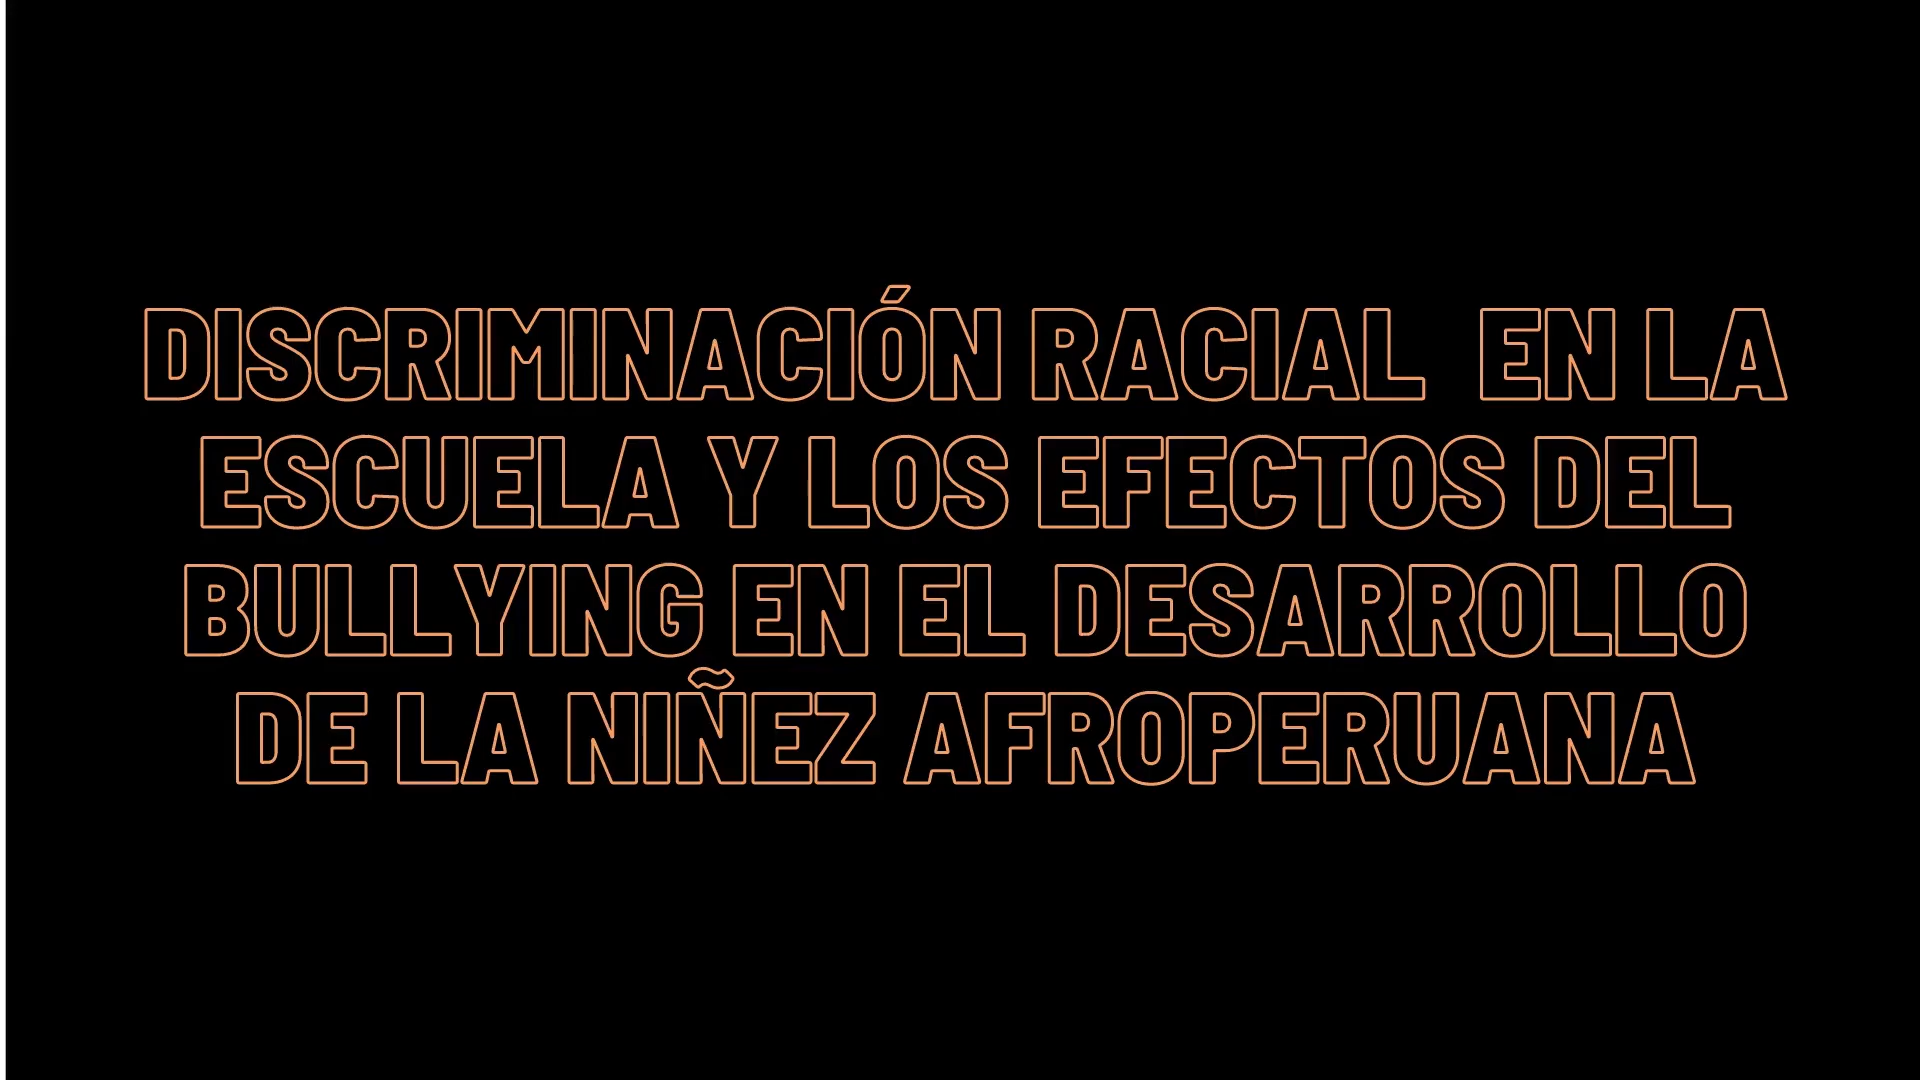 DISCRIMINACIÓN RACIAL  EN LA
ESCUELA Y LOS EFECTOS DEL
BULLYING EN EL DESARROLLO
DE LA NIÑEZ AFROPERUANA